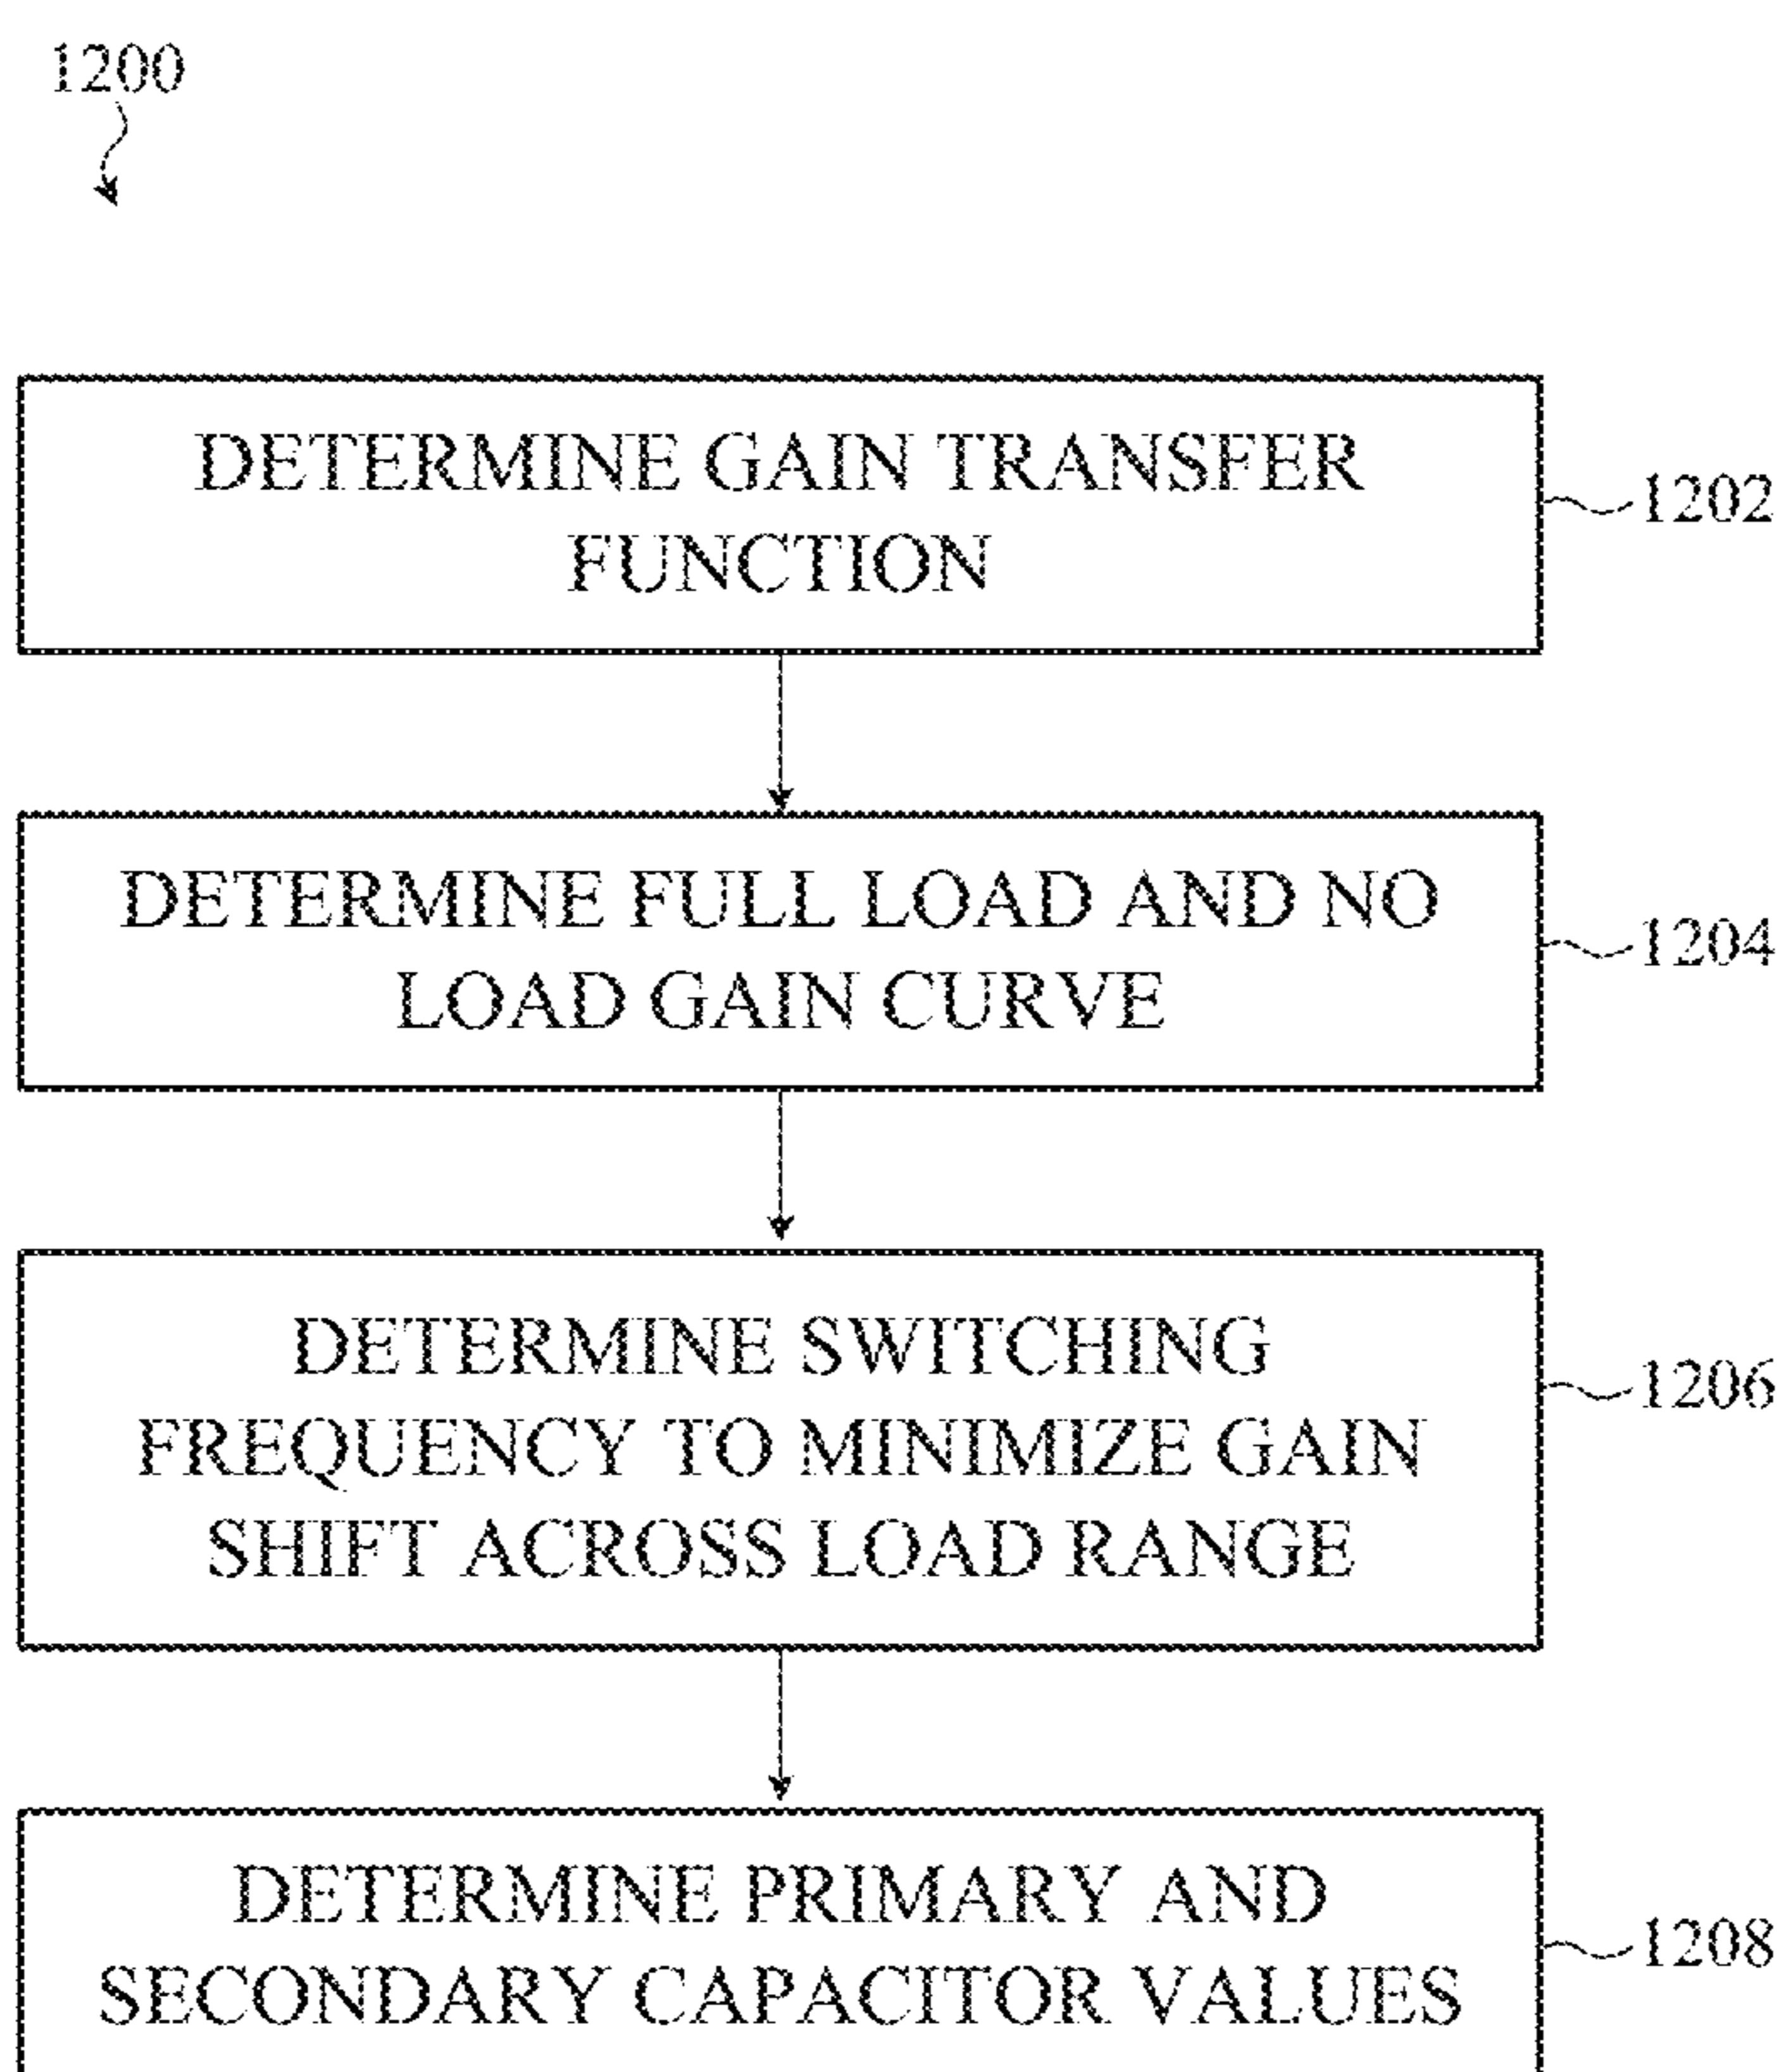 1200
DETERMINE GAIN TRANSFER
FUNCTION
1202
DETERMINE FULL LOAD AND NO
LOAD GAIN CURVE
1204
DETERMINE SWITCHING
FREQUENCY TO MINIMIZE GAIN
SHIFT ACROSS LOAD RANGE
1206
DETERMINE PRIMARY AND
SECONDARY CAPACITOR VALUES
1208